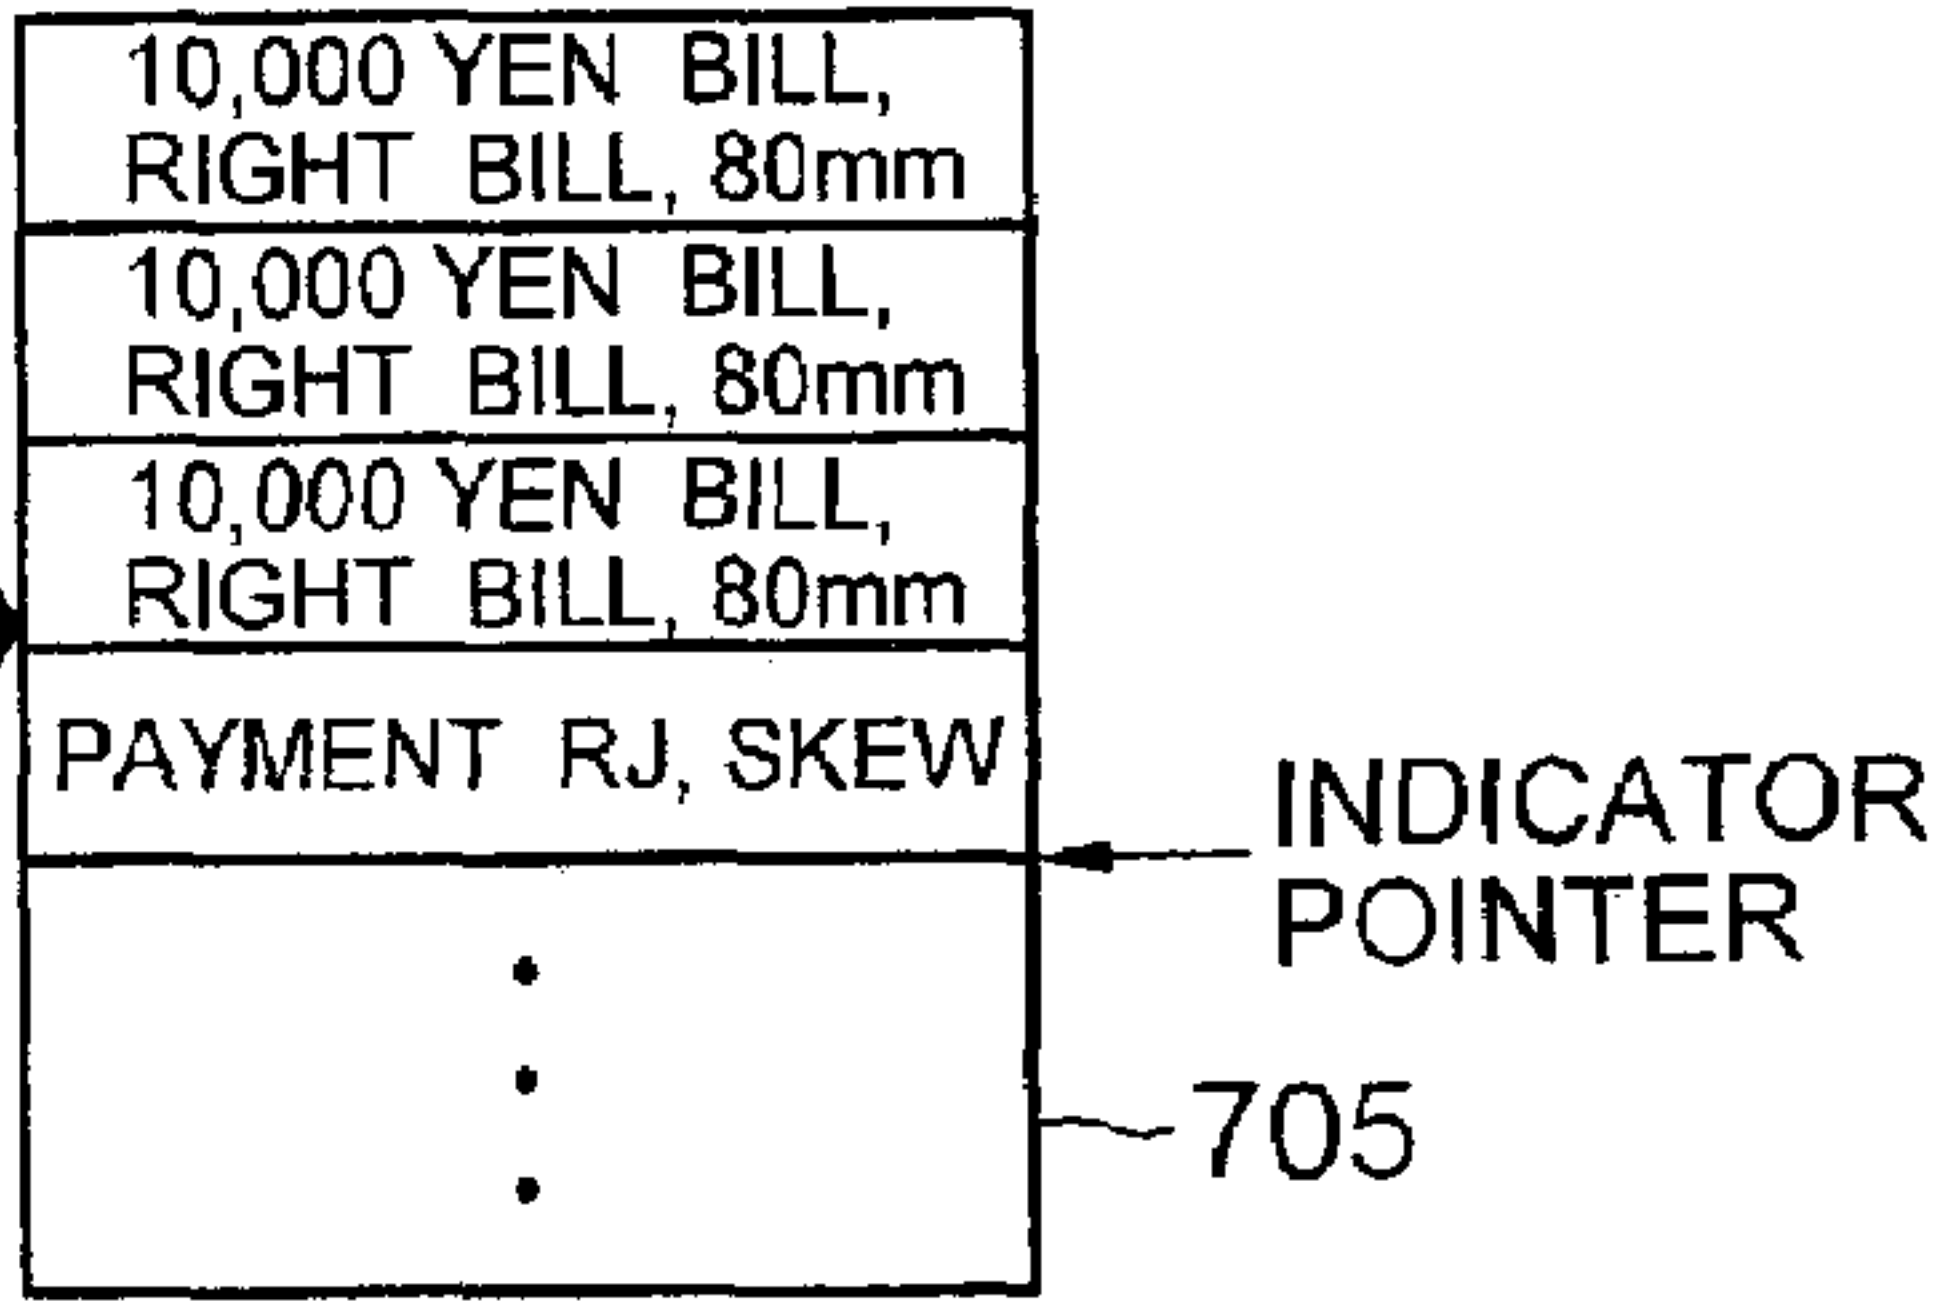 10,000 YEN BILL,
RIGHT BILL, 80mm
10,000 YEN BILL,
RIGHT BILL, 80mm
10,000 YEN BILL,
RIGHT BILL, 80mm
PAYMENT RJ, SKEW
INDICATOR
POINTER
705